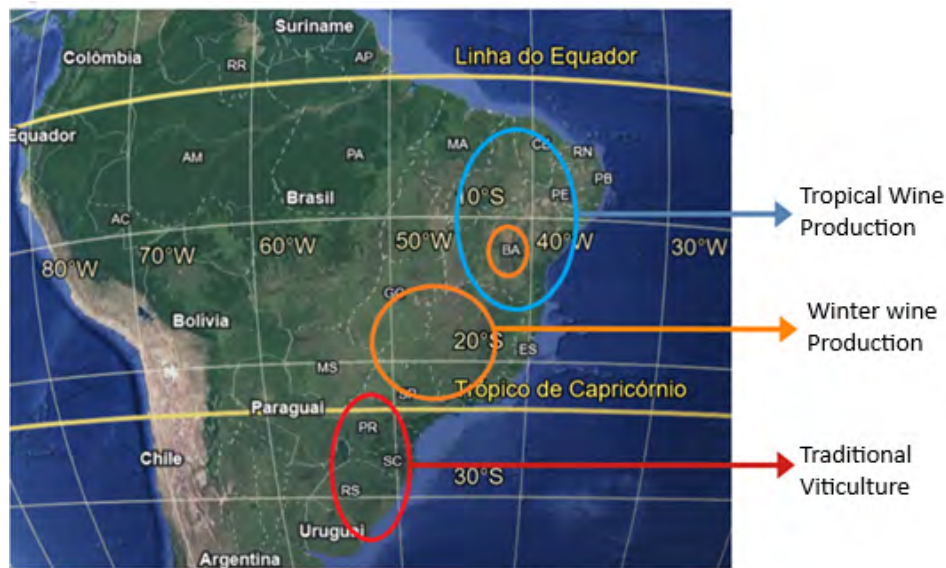 Suriname
Colômbia
RR
AP
Linha do Equador
Equador
AM
PA
MA
CE
RN
PB
PE
Brasil
10°S
AC
80°W
70°W
60°W
50°W
40°W
30°W
BA
GO
Bolívia
20°S
ES
MS
SP
Trópico de Capricórnio
Paraguai
PR
Chile
SC
30°S
RS
Uruguai
Argentina
Tropical Wine
Production
Winter wine
Production
Traditional
Viticulture